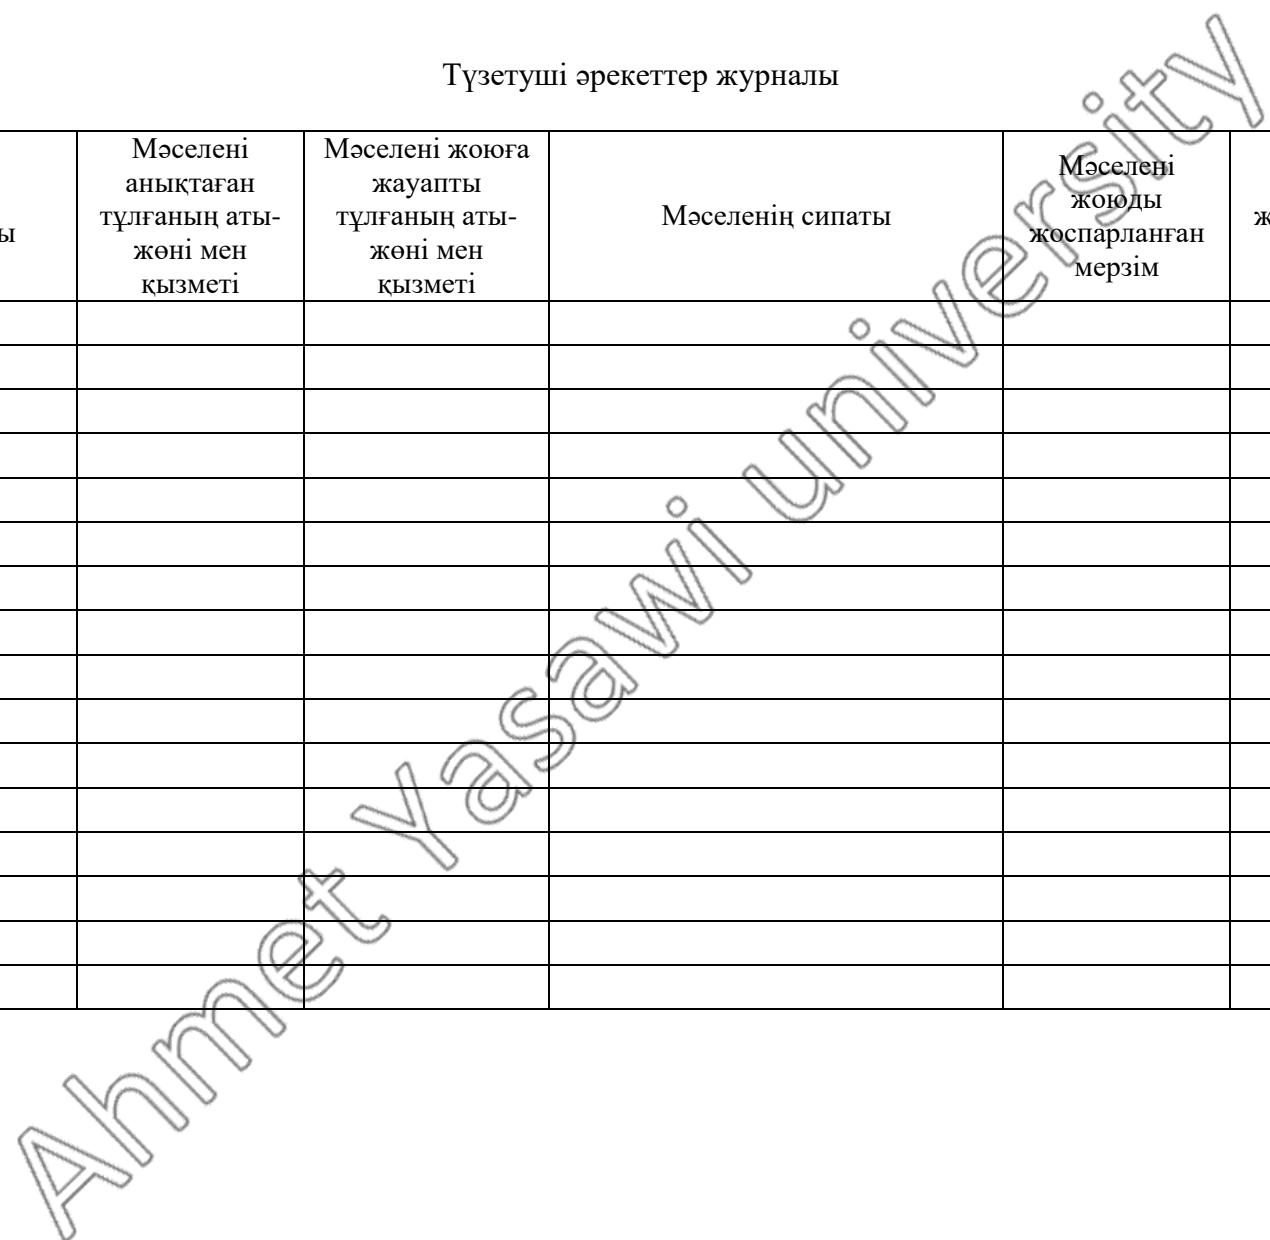 Түзетуші әрекеттер журналы
Мәселені
анықтаған
тұлғаның аты-
жөні мен
қызметі
Мәселені жоюға
жауапты
тұлғаның аты-
жөні мен
қызметі
Мәселенің сипаты
Мәселені
жоюды
жоспарланған
мерзім
Ahmet Yasawi university